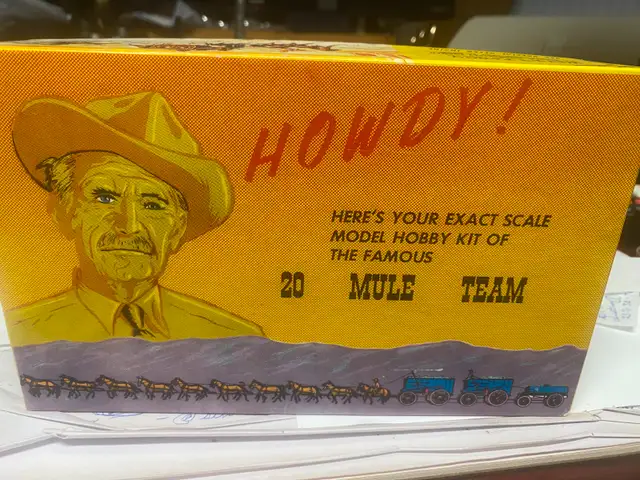 HOWDY!
HERE'S YOUR EXACT SCALE
MODEL HOBBY KIT OF
THE FAMOUS
20 MULE TEAM